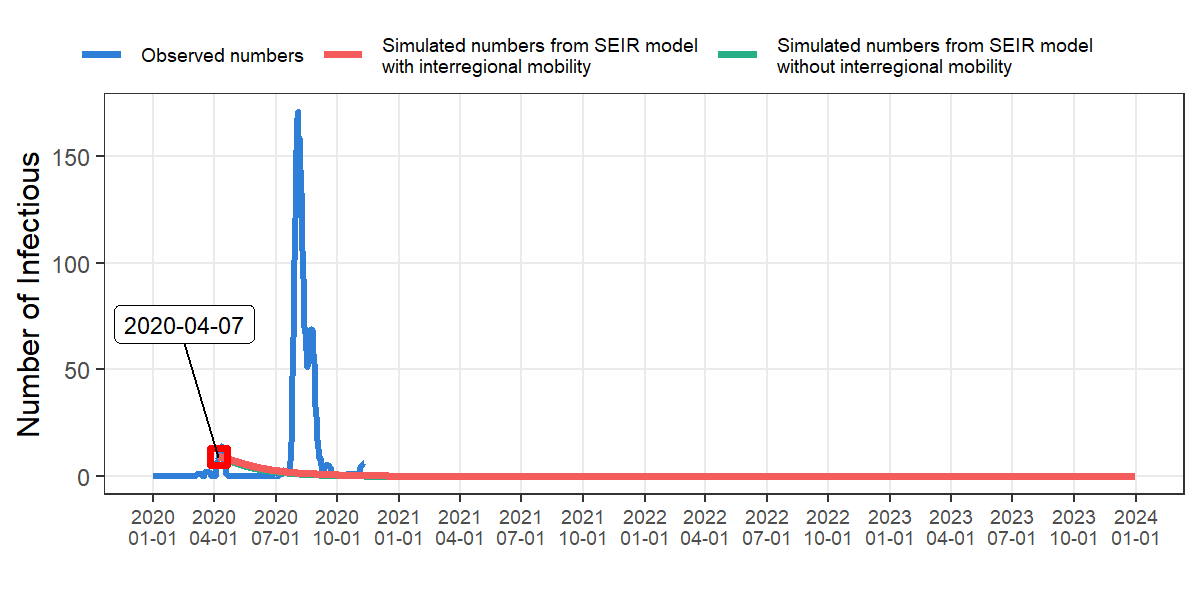 Observed numbers
Simulated numbers from SEIR model
with interregional mobility
Simulated numbers from SEIR model
without interregional mobility
Number of Infectious
150
100
50
0
2020-04-07
2020 2020 2020 2020 2021 2021 2021 2021 2022 2022 2022 2022 2023 2023 2023 2023 2024
01-01 04-01 07-01 10-01 01-01 04-01 07-01 10-01 01-01 04-01 07-01 10-01 01-01 04-01 07-01 10-01 01-01